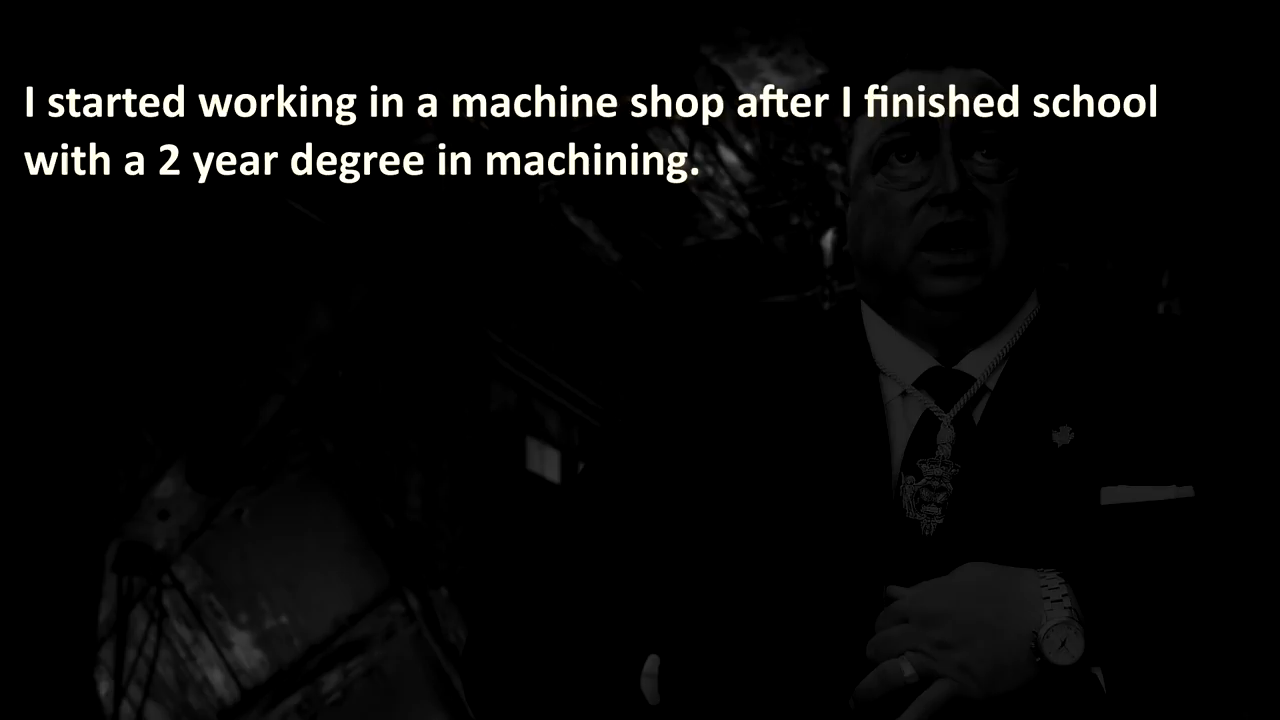 I started working in a machine shop after I finished school
with a 2 year degree in machining.